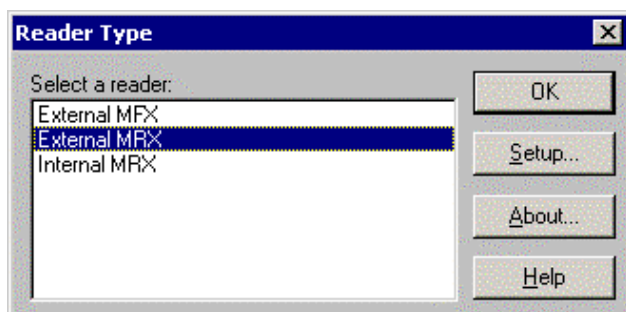 Reader Type
Select a reader:
External MFX
External MRX
Internal MRX
OK
Setup...
About...
Help